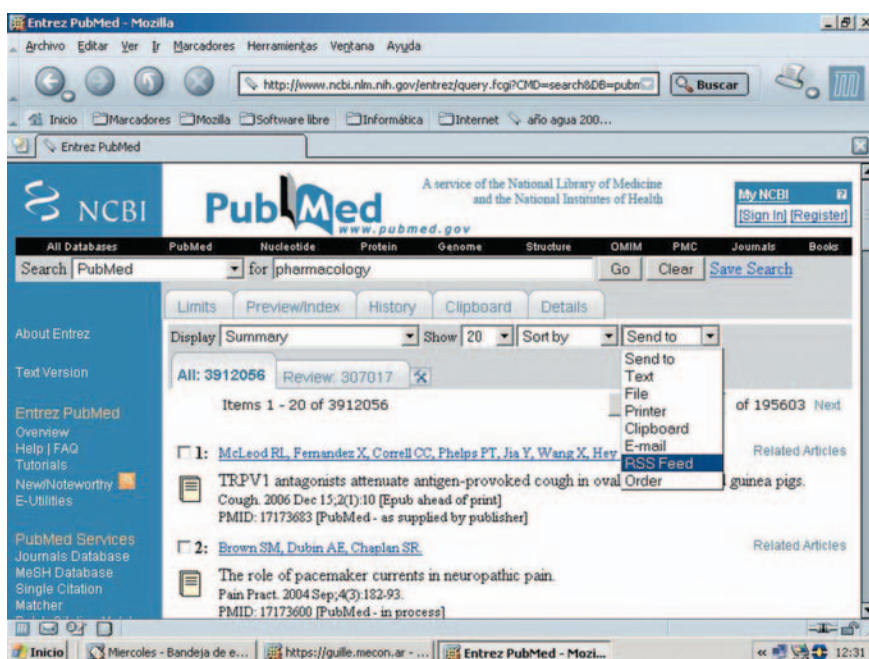 Entrez PubMed - Mozilla
Archivo Editar Ver Ir Marcadores Herramientas Ventana Ayuda
http://www.ncbi.nlm.nih.gov/entrez/query.fcgi?CMD=search&DB=pubm Buscar
Inicio Marcadores Mozilla Software libre Informática Internet año agua 200...
Entrez PubMed
NCBI
PubMed
www.pubmed.gov
A service of the National Library of Medicine
and the National Institutes of Health
My NCBI
[Sign In] [Register]
All Databases PubMed Nucleotide Protein Genome Structure OMIM PMC Journals Books
Search PubMed for pharmacology Go Clear Save Search
Limits Preview/Index History Clipboard Details
About Entrez
Text Version
Entrez PubMed
Overview
Help | FAQ
Tutorials
New/Noteworthy
E-Utilities
PubMed Services
Journals Database
MeSH Database
Single Citation
Matcher
Display Summary Show 20 Sort by Send to
Send to
Text
File
Printer
Clipboard
E-mail
RSS Feed
Order
All: 3912056 Review: 307017
Items 1 - 20 of 3912056 of 195603 Next
1: McLeod RL, Fernandez X, Correll CC, Phelps PT, Jia Y, Wang X, Hey Related Articles
TRPV1 antagonists attenuate antigen-provoked cough in oval guinea pigs.
Cough. 2006 Dec 15;2(1):10 [Epub ahead of print]
PMID: 17173683 [PubMed - as supplied by publisher]
2: Brown SM, Dubin AE, Chaplan SR. Related Articles
The role of pacemaker currents in neuropathic pain.
Pain Pract. 2004 Sep;4(3):182-93.
PMID: 17173600 [PubMed - in process]
Inicio Miercoles - Bandeja de e... https://guille.mecon.ar - ... Entrez PubMed - Mozi... 12:31